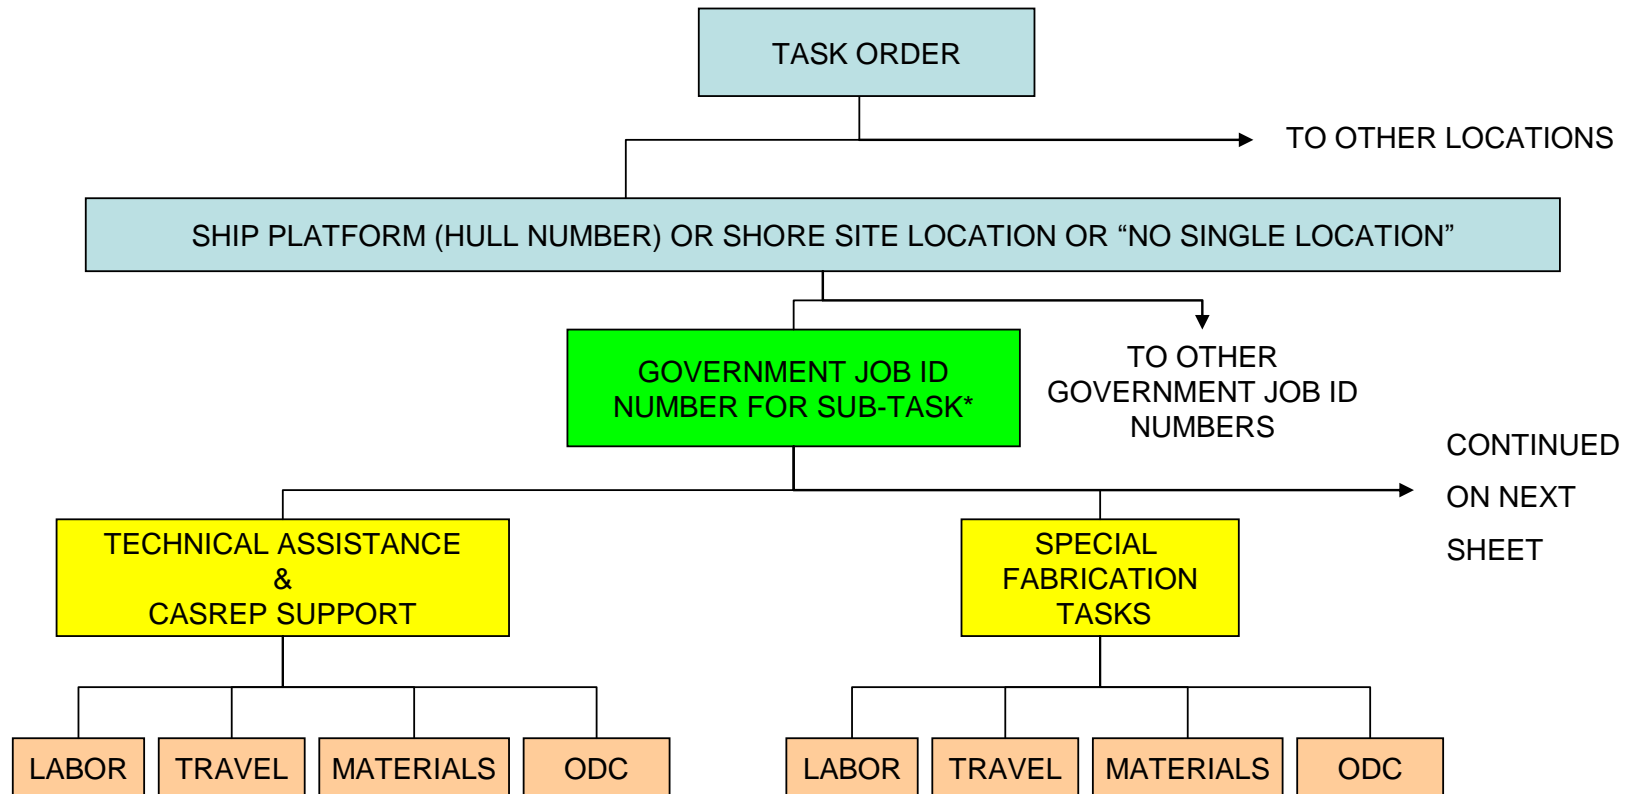 TASK ORDER
TO OTHER LOCATIONS
SHIP PLATFORM (HULL NUMBER) OR SHORE SITE LOCATION OR “NO SINGLE LOCATION”
GOVERNMENT JOB ID
NUMBER FOR SUB-TASK*
TO OTHER
GOVERNMENT JOB ID
NUMBERS
CONTINUED
ON NEXT
SHEET
TECHNICAL ASSISTANCE
&
CASREP SUPPORT
SPECIAL
FABRICATION
TASKS
LABOR
TRAVEL
MATERIALS
ODC
LABOR
TRAVEL
MATERIALS
ODC